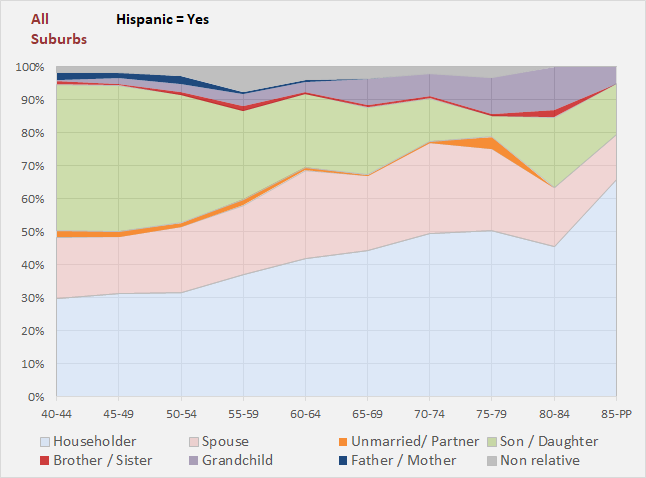 All
Suburbs
Hispanic = Yes
100%
90%
80%
70%
60%
50%
40%
30%
20%
10%
0%
40-44 45-49 50-54 55-59 60-64 65-69 70-74 75-79 80-84 85-PP
Householder Spouse Unmarried/ Partner Son / Daughter
Brother / Sister Grandchild Father / Mother Non relative